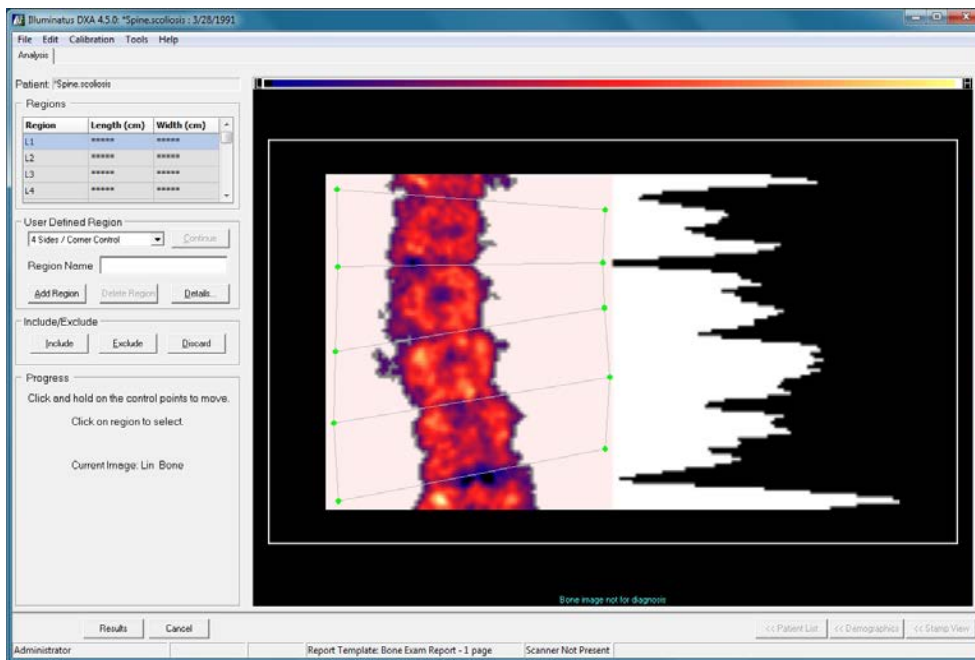 Illuminatus DXA 4.5.0: *Spine.scoliosis : 3/28/1991
File Edit Calibration Tools Help
Analysis
Patient: *Spine.scoliosis
Regions
Region Length (cm) Width (cm)
L1 ***** *****
L2 ***** *****
L3 ***** *****
L4 ***** *****
User Defined Region
4 Sides / Corner Control Continue
Region Name
Add Region Delete Region Details...
Include/Exclude
Include Exclude Discard
Progress
Click and hold on the control points to move.
Click on region to select.
Current Image: Lin Bone
L H
Bone image not for diagnosis
Results Cancel << Patient List << Demographics << Stamp View
Administrator Report Template: Bone Exam Report - 1 page Scanner Not Present